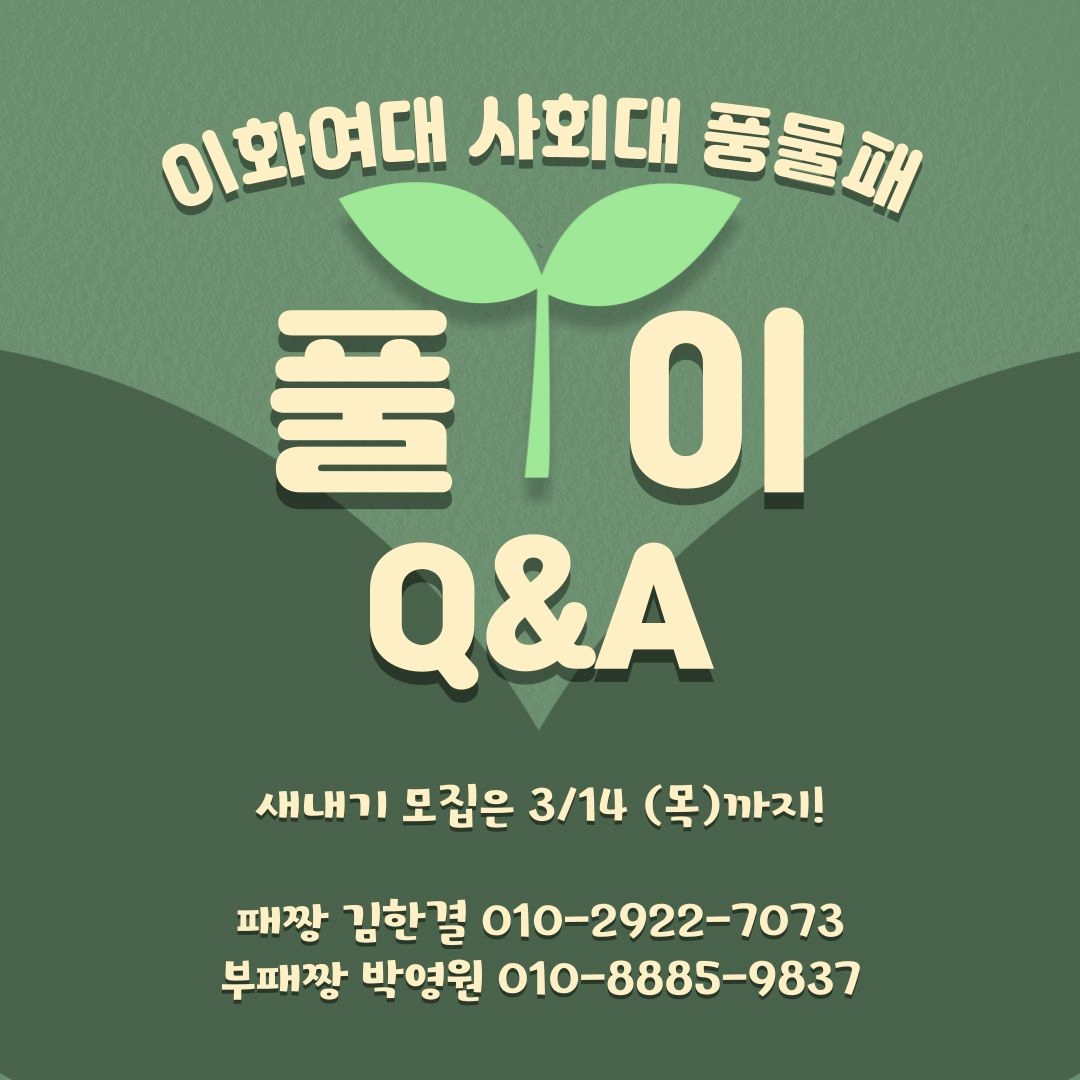 이화여대 사회대 풍물패
풀이
Q&A
새내기 모집은 3/14 (목)까지!
패짱 김한결 010-2922-7073
부패짱 박영원 010-8885-9837